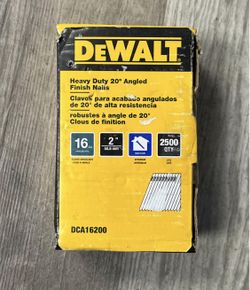 DEWALT
Heavy Duty 20° Angled
Finish Nails
Clavos para acabado angulados
de 20° de alta resistencia
robustes à angle de 20°
Clous de finition
16
2"
2500
QTY
DCA16200